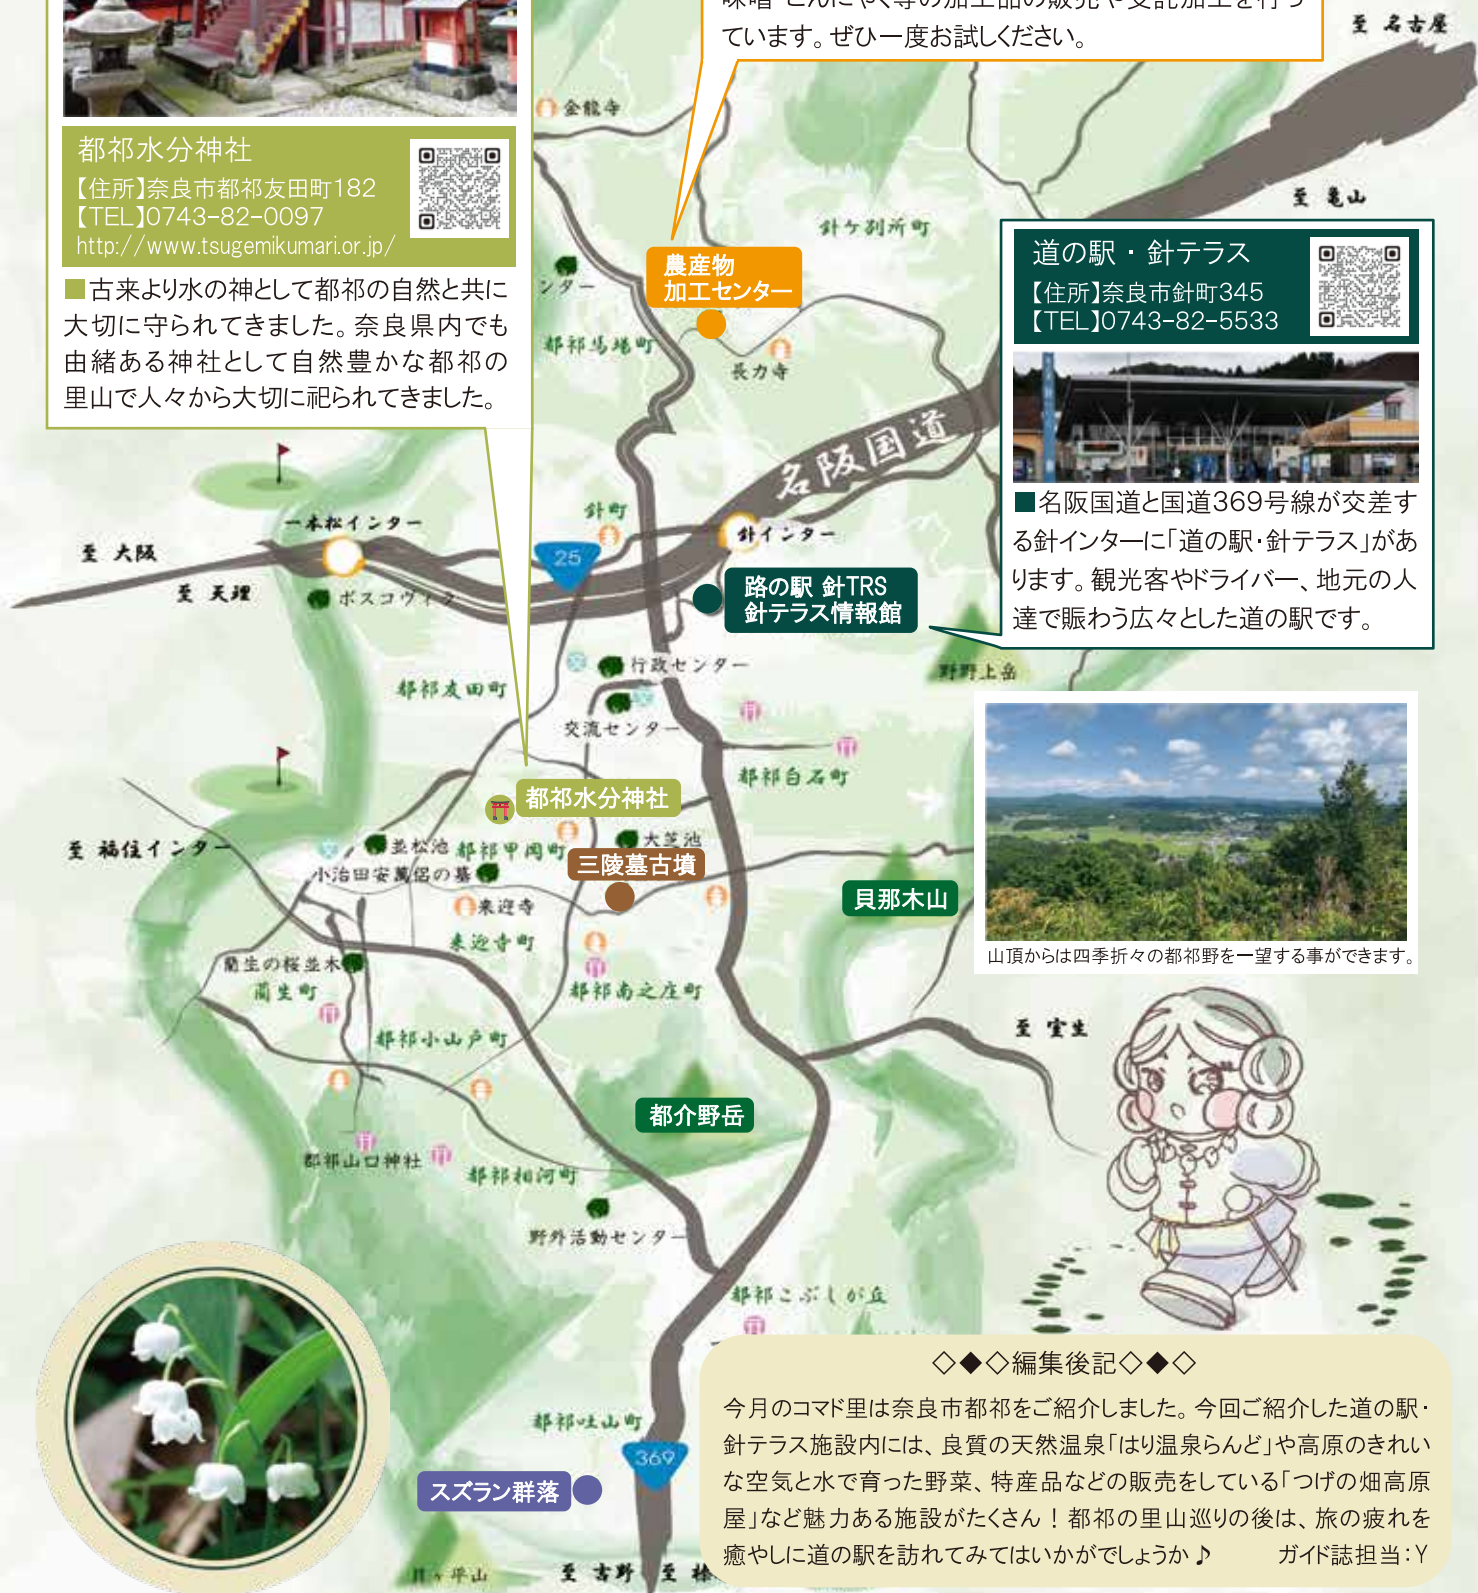 ています。ぜひ一度お試しください。
至 名古屋
金龍寺
都祁水分神社
【住所】奈良市都祁友田町182
【TEL】0743-82-0097
http://www.tsugemikumari.or.jp/
■古来より水の神として都祁の自然と共に
大切に守られてきました。奈良県内でも
由緒ある神社として自然豊かな都祁の
里山で人々から大切に祀られてきました。
至 亀山
針ケ別所町
農産物
加工センター
ンター
都祁馬場町
長力寺
道の駅・針テラス
【住所】奈良市針町345
【TEL】0743-82-5533
■名阪国道と国道369号線が交差す
る針インターに「道の駅・針テラス」があ
ります。観光客やドライバー、地元の人
達で賑わう広々とした道の駅です。
名阪国道
針町
一本松インター
針インター
至 大阪
25
至 天理
ボスコヴィラ
路の駅 針TRS
針テラス情報館
行政センター
野野上岳
都祁友田町
交流センター
都祁白石町
都祁水分神社
至 福住インター
並松池
都祁甲岡町
大芝池
小治田安萬侶の墓
三陵墓古墳
貝那木山
来迎寺
来迎寺町
山頂からは四季折々の都祁野を一望する事ができます。
蘭生の桜並木
蘭生町
都祁南之庄町
都祁小山戸町
至 室生
都介野岳
都祁山口神社
都祁相河町
野外活動センター
都祁こぶしが丘
◇◆◇編集後記◇◆◇
今月のコマド里は奈良市都祁をご紹介しました。今回ご紹介した道の駅・
針テラス施設内には、良質の天然温泉「はり温泉らんど」や高原のきれい
な空気と水で育った野菜、特産品などの販売をしている「つげの畑高原
屋」など魅力ある施設がたくさん！都祁の里山巡りの後は、旅の疲れを
癒やしに道の駅を訪れてみてはいかがでしょうか♪ ガイド誌担当:Y
都祁吐山町
369
スズラン群落
至 吉野
至 榛